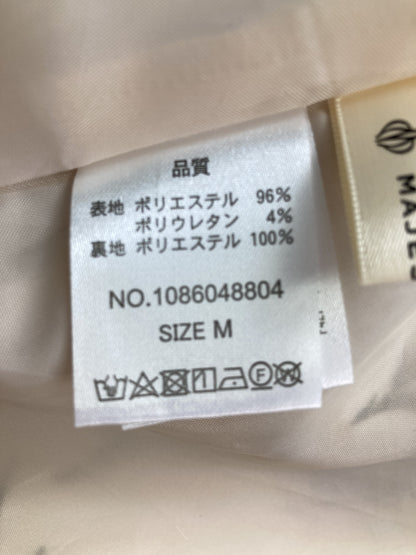 品質
表地 ポリエステル 96%
ポリウレタン 4%
裏地 ポリエステル 100%
NO.1086048804
SIZE M